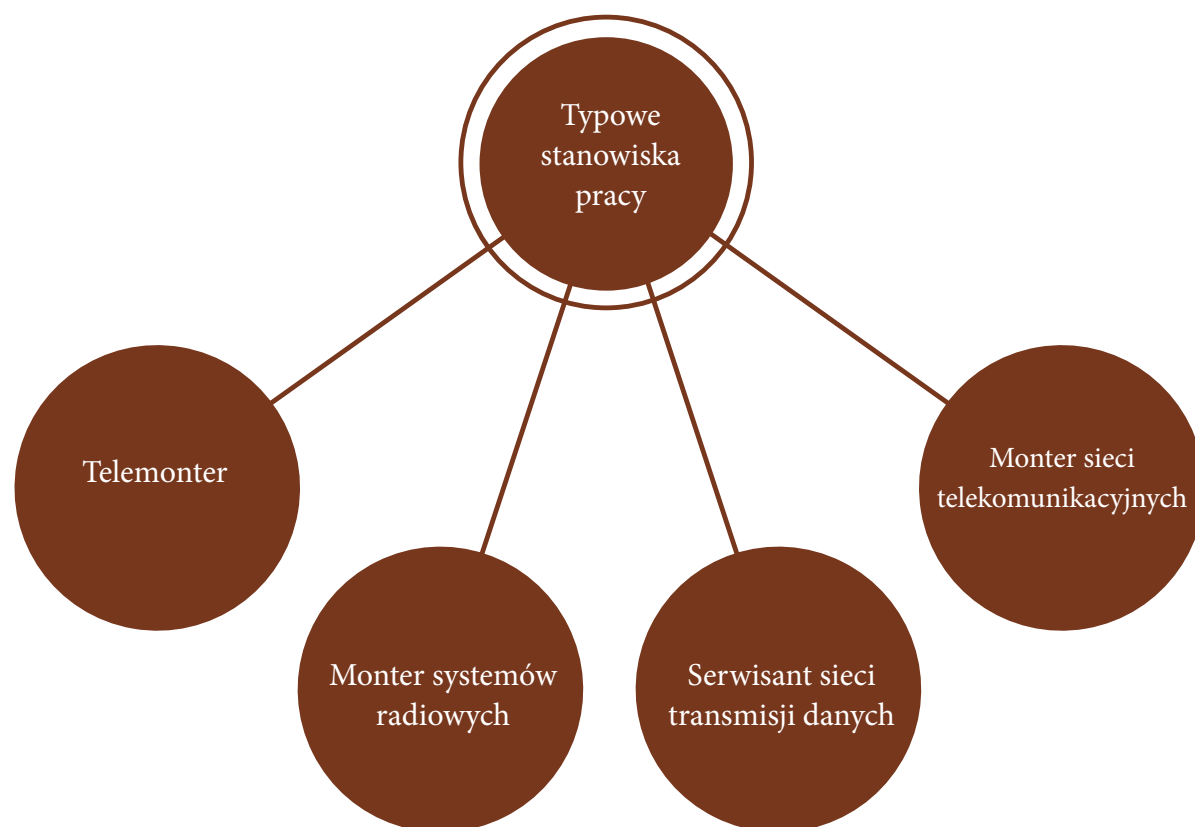 Typowe
stanowiska
pracy
Telemonter
Monter systemów
radiowych
Serwisant sieci
transmisji danych
Monter sieci
telekomunikacyjnych